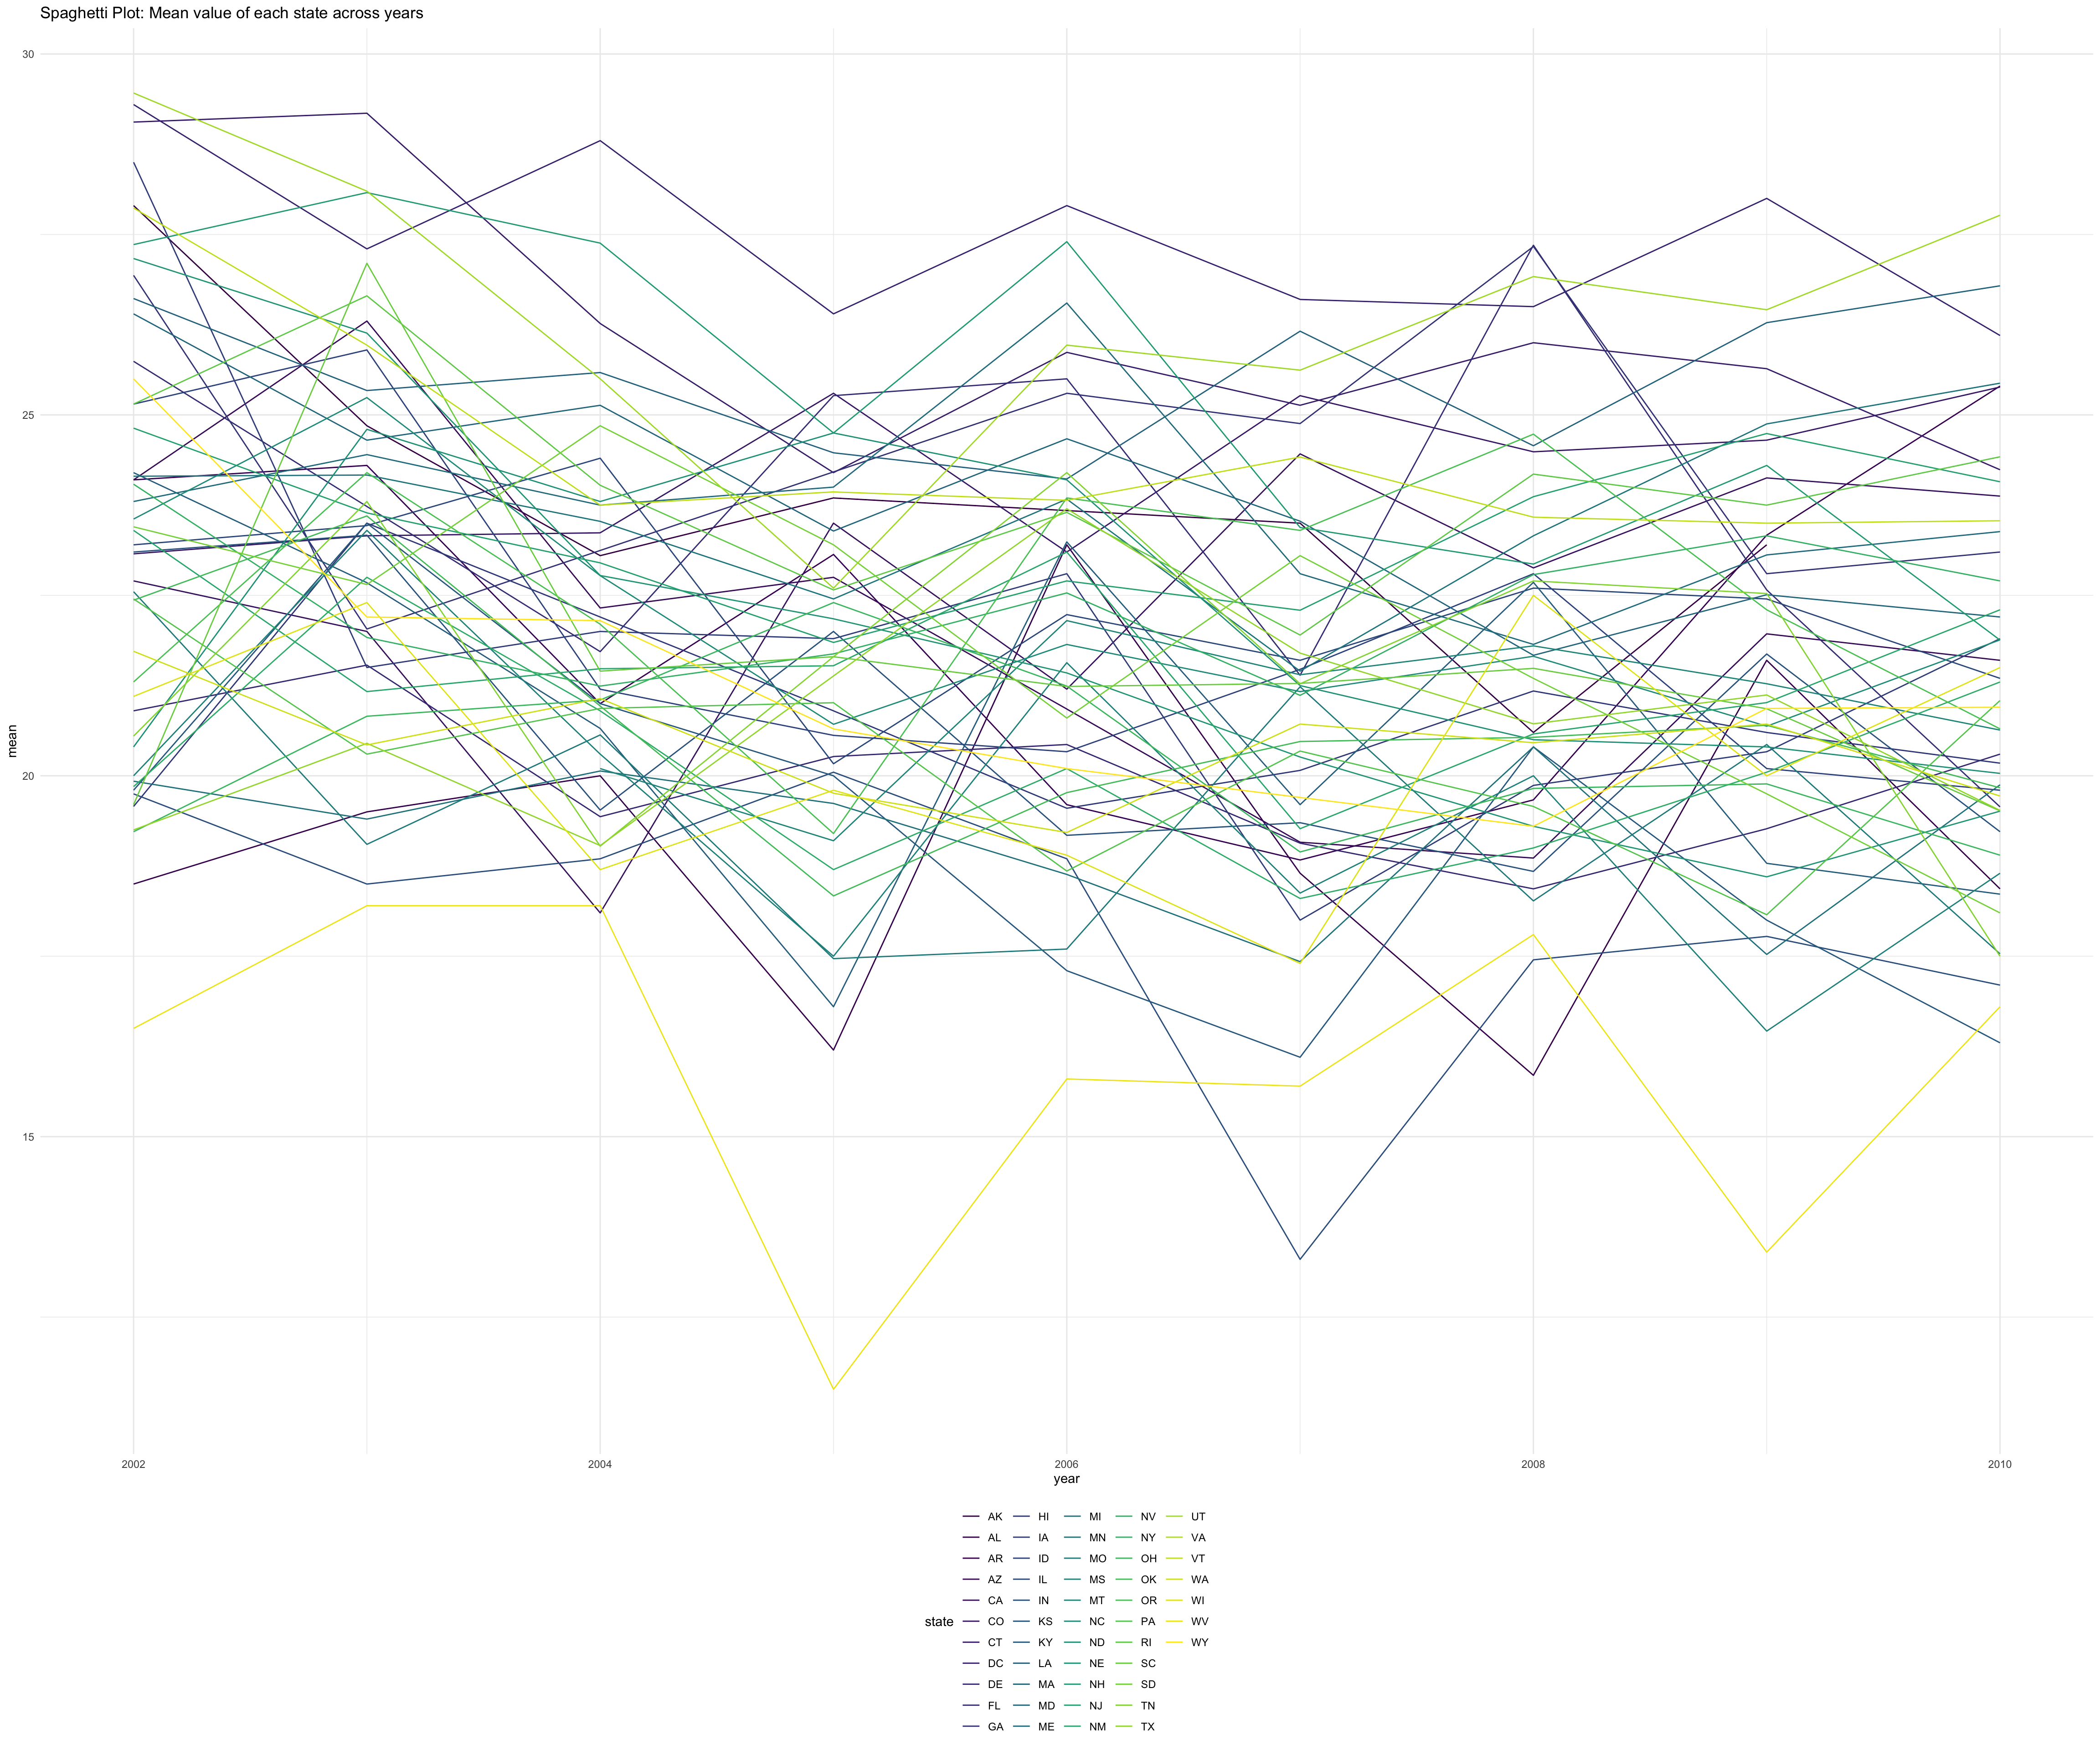 Spaghetti Plot: Mean value of each state across years
30
25
20
15
mean
2002 2004 2006 2008 2010
year
AK HI MI NV UT
AL IA MN NY VA
AR ID MO OH VT
AZ IL MS OK WA
CA IN MT OR WI
state CO KS NC PA WV
CT KY ND RI WY
DC LA NE SC
DE MA NH SD
FL MD NJ TN
GA ME NM TX